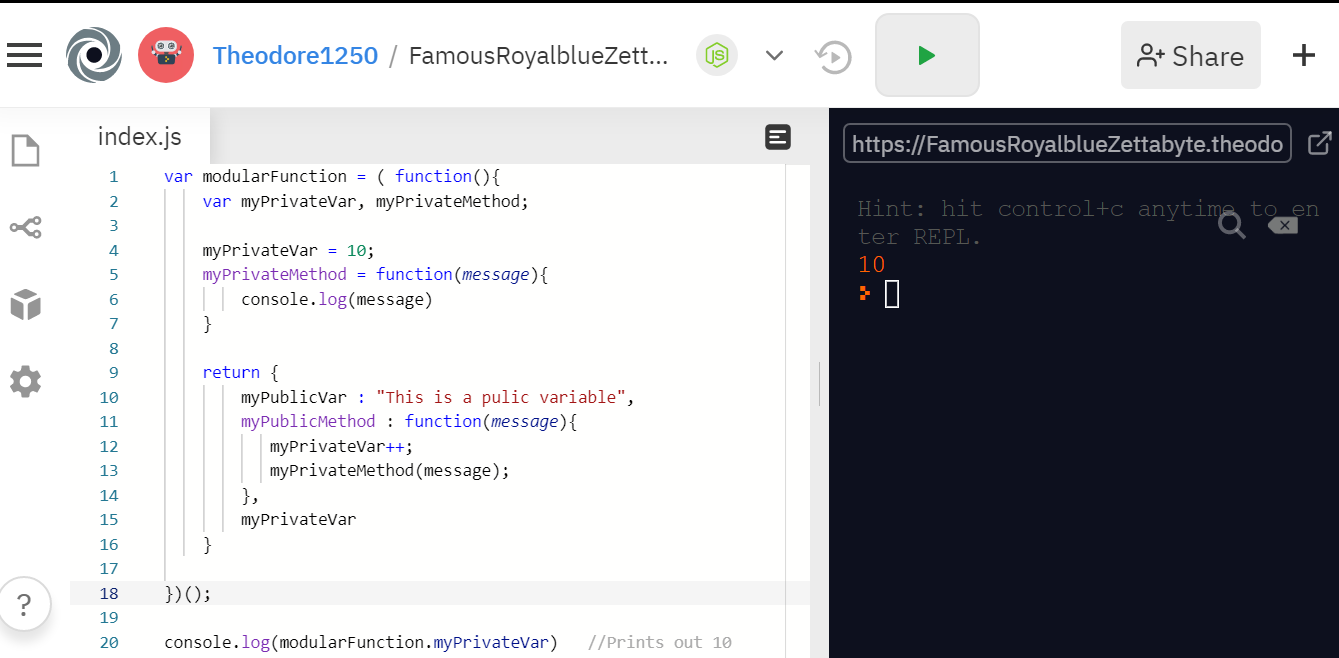 Theodore1250 / FamousRoyalblueZett... JS Share +
index.js
1 var modularFunction = ( function(){
2 var myPrivateVar, myPrivateMethod;
3
4 myPrivateVar = 10;
5 myPrivateMethod = function(message){
6 console.log(message)
7 }
8
9 return {
10 myPublicVar : "This is a pulic variable",
11 myPublicMethod : function(message){
12 myPrivateVar++;
13 myPrivateMethod(message);
14 },
15 myPrivateVar
16 }
17
18 })();
19
20 console.log(modularFunction.myPrivateVar) //Prints out 10
?
https://FamousRoyalblueZettabyte.theodo
Hint: hit control+c anytime to en
ter REPL.
10